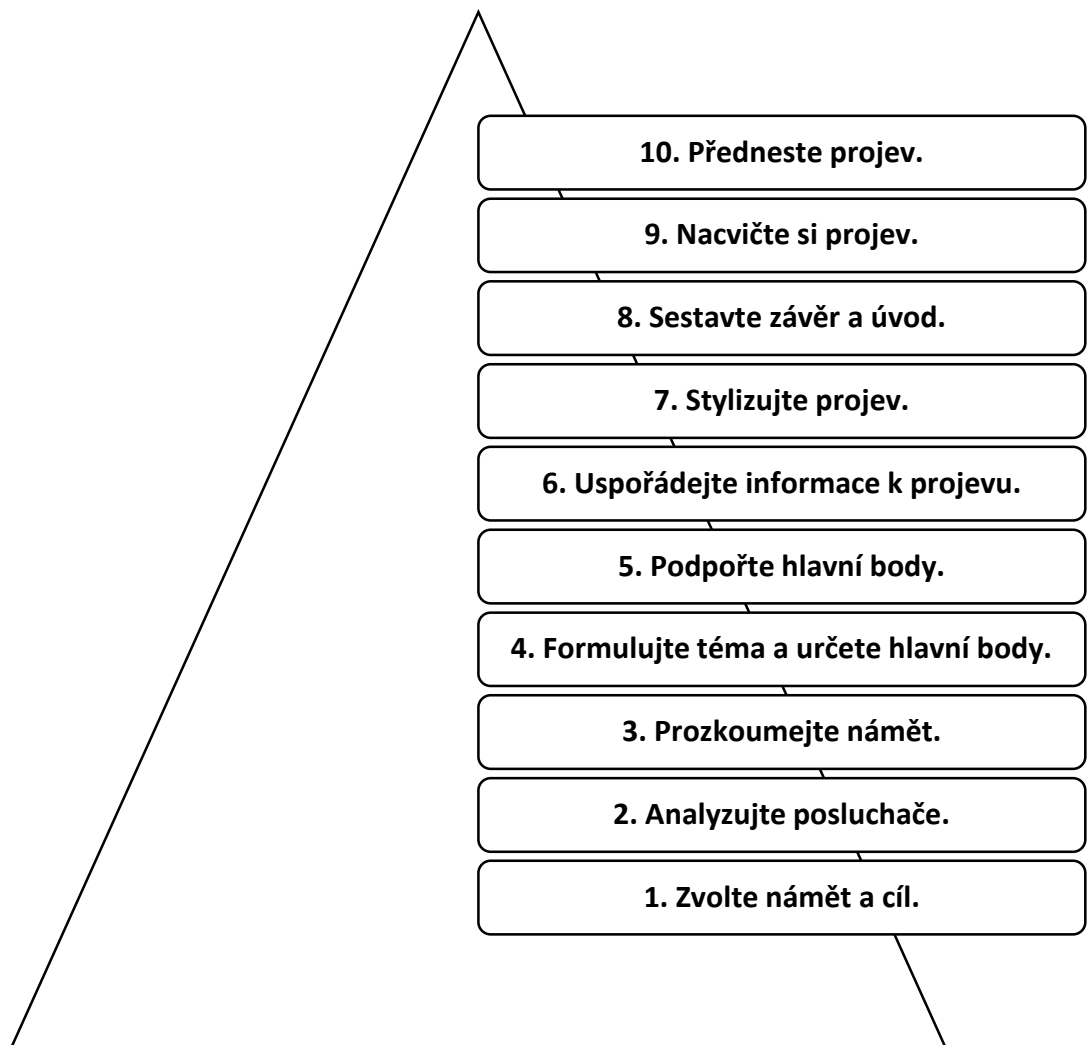 10. Předneste projev.
9. Nacvičte si projev.
8. Sestavte závěr a úvod.
7. Stylizujte projev.
6. Uspořádejte informace k projevu.
5. Podpořte hlavní body.
4. Formulujte téma a určete hlavní body.
3. Prozkoumejte námět.
2. Analyzujte posluchače.
1. Zvolte námět a cíl.